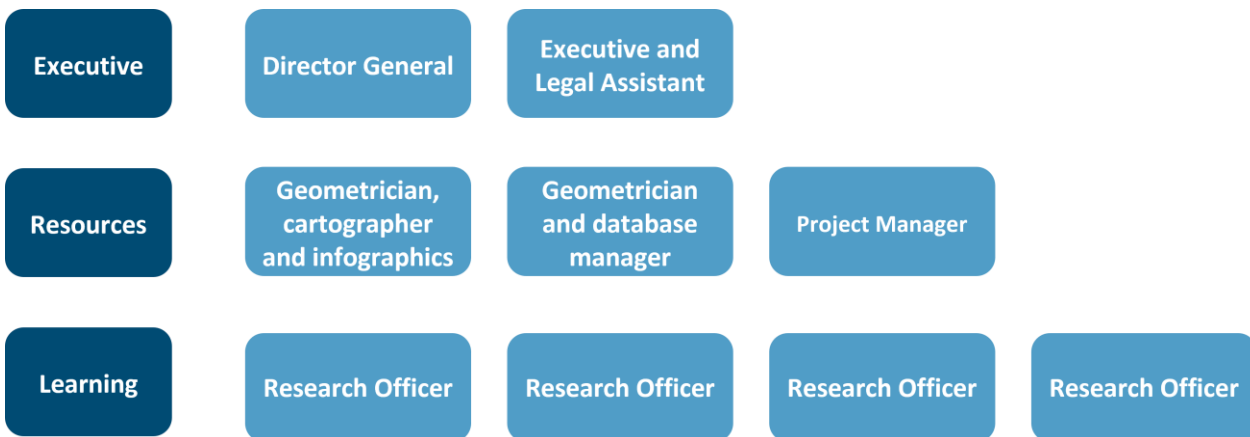 Executive
Director General
Executive and
Legal Assistant
Resources
Geometrician,
cartographer
and infographics
Geometrician
and database
manager
Project Manager
Learning
Research Officer
Research Officer
Research Officer
Research Officer